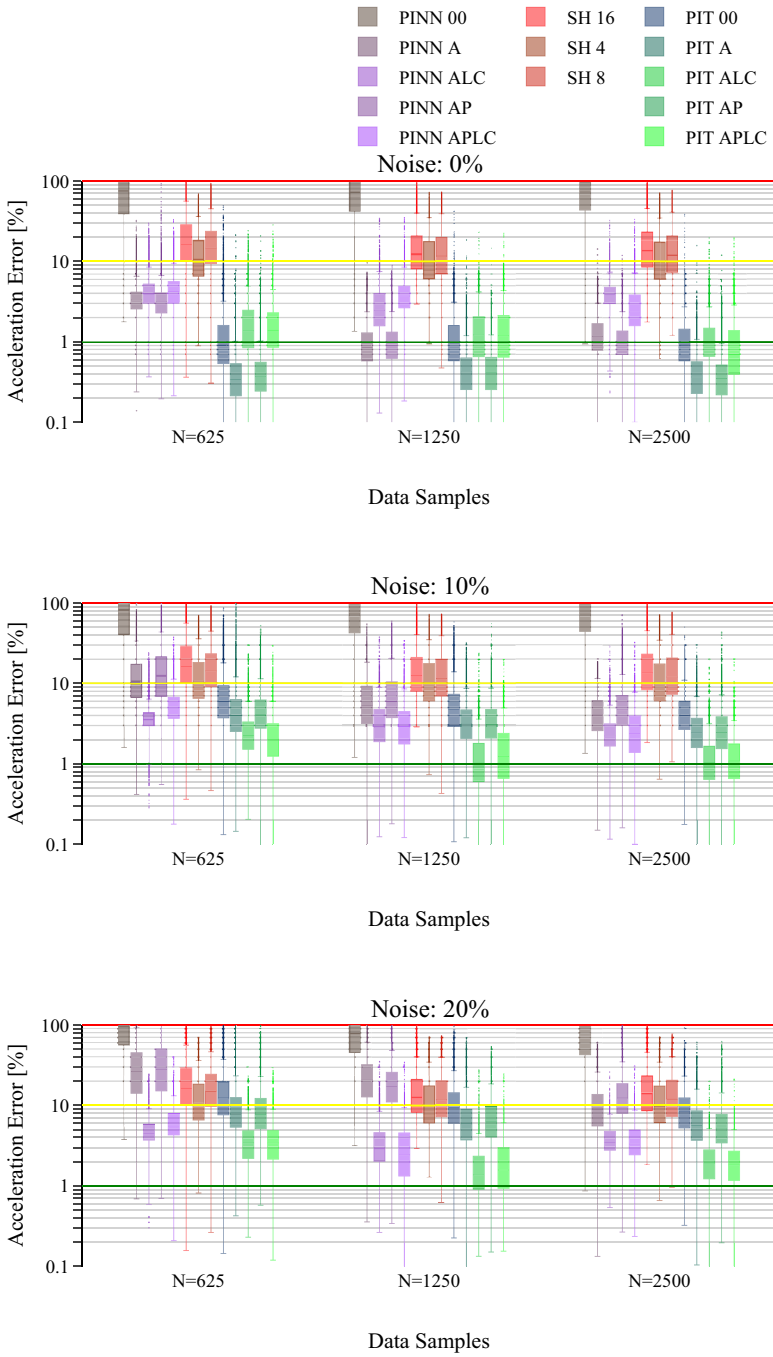 PINN 00 SH 16 PIT 00
PINN A SH 4 PIT A
PINN ALC SH 8 PIT ALC
PINN AP PIT AP
PINN APLC PIT APLC
Noise: 0%
Acceleration Error [%]
100
10
1
0.1
N=625 N=1250 N=2500
Data Samples
Noise: 10%
Acceleration Error [%]
100
10
1
0.1
N=625 N=1250 N=2500
Data Samples
Noise: 20%
Acceleration Error [%]
100
10
1
0.1
N=625 N=1250 N=2500
Data Samples